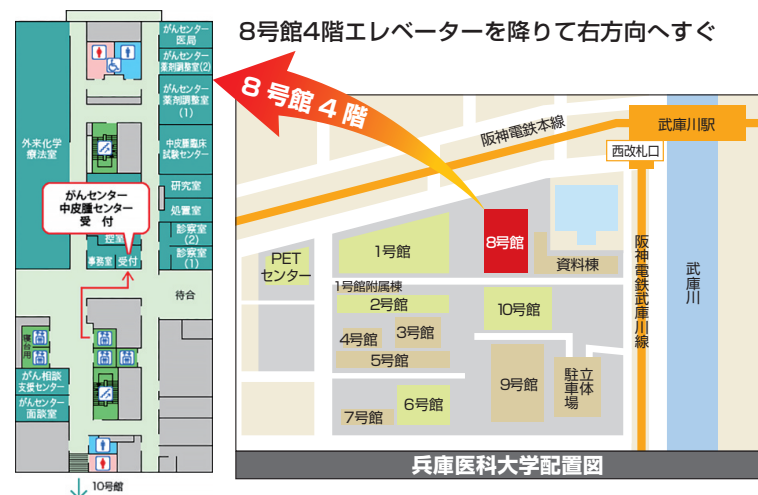 8号館4階エレベーターを降りて右方向へすぐ
8号館4階
がんセンター
医局
がんセンター
薬剤調整室(2)
がんセンター
薬剤調整室
(1)
外来化学
療法室
中皮腫臨床
試験センター
研究室
処置室
がんセンター
中皮腫センター
受 付
控室
診察室
(2)
事務室
受付
診察室
(1)
待合
寝台用
がん相談
支援センター
がんセンター
面談室
10号館
阪神電鉄本線
武庫川駅
西改札口
8号館
1号館
PET
センター
資料棟
阪神電鉄武庫川線
武庫川
1号館附属棟
2号館
10号館
3号館
4号館
5号館
9号館
立体
駐車場
6号館
7号館
兵庫医科大学配置図